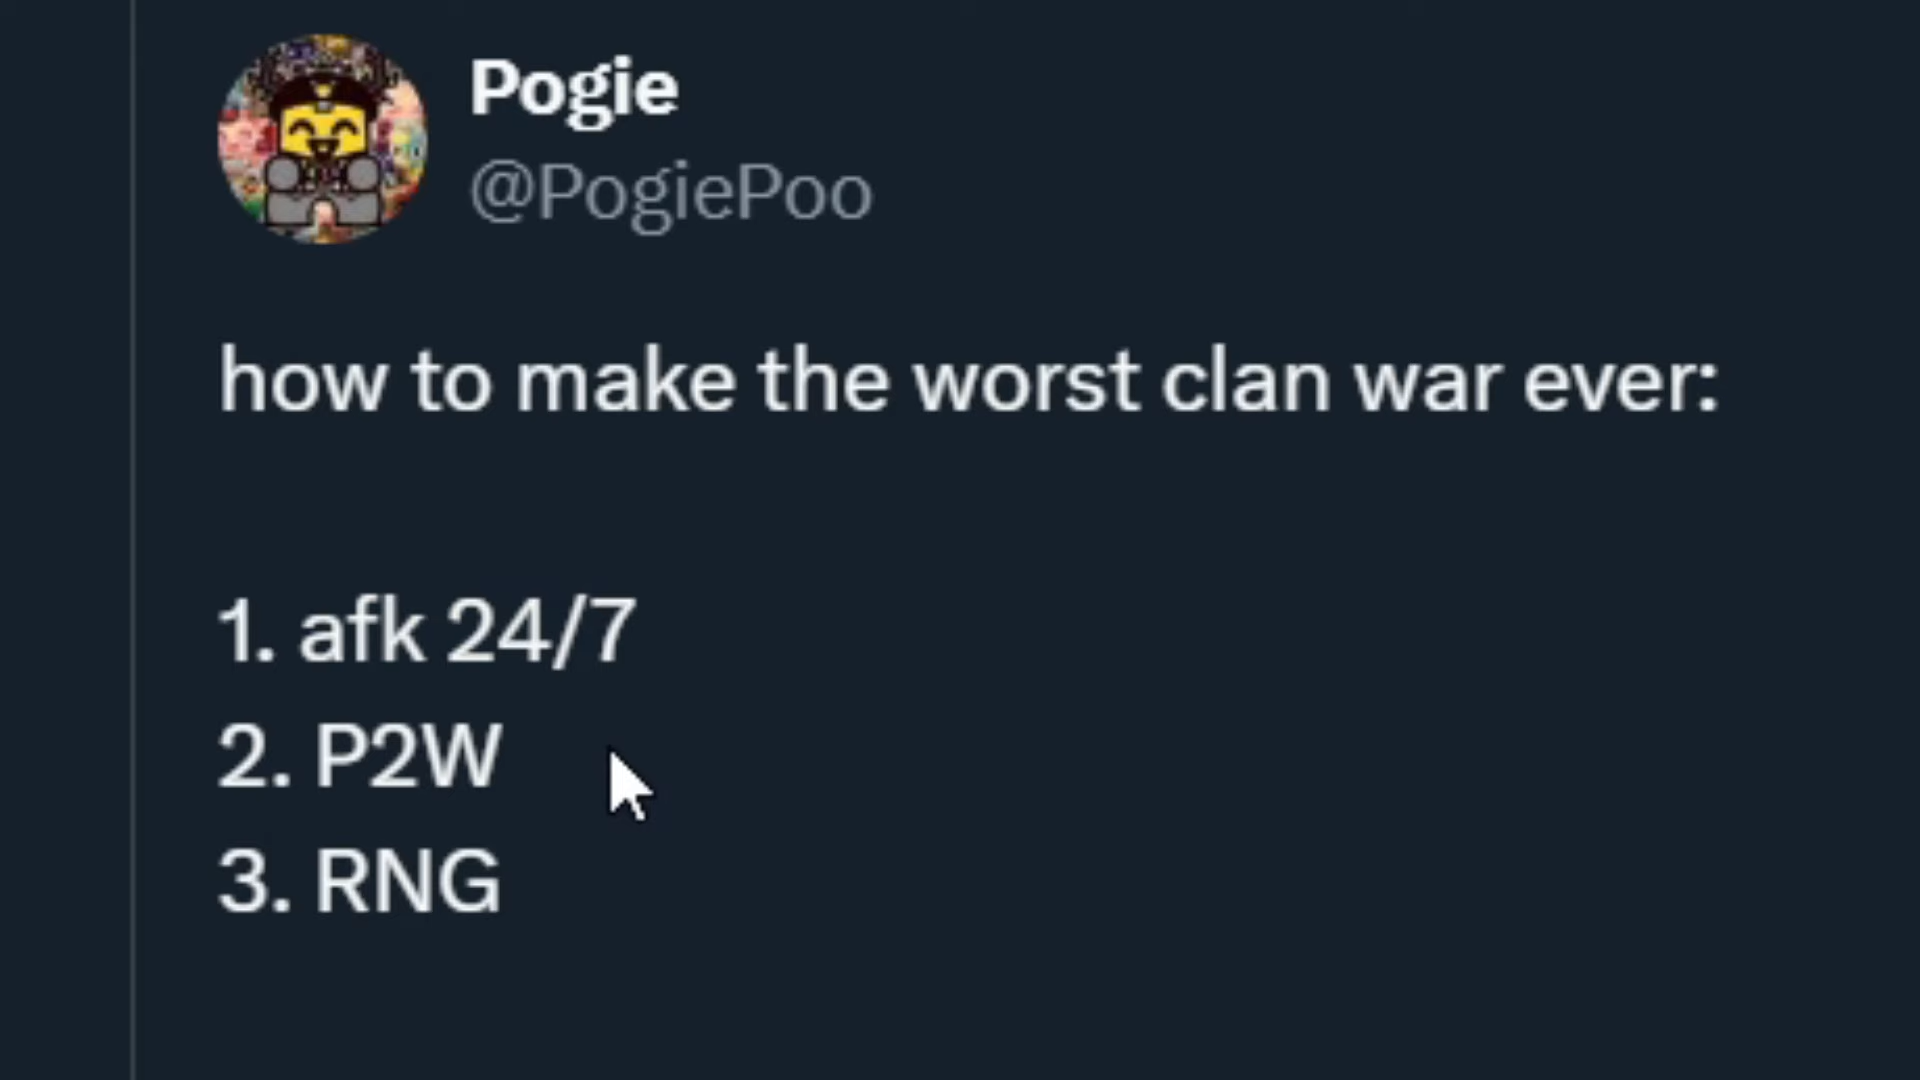 Pogie
@PogiePoo
how to make the worst clan war ever:
1. afk 24/7
2. P2W
3. RNG